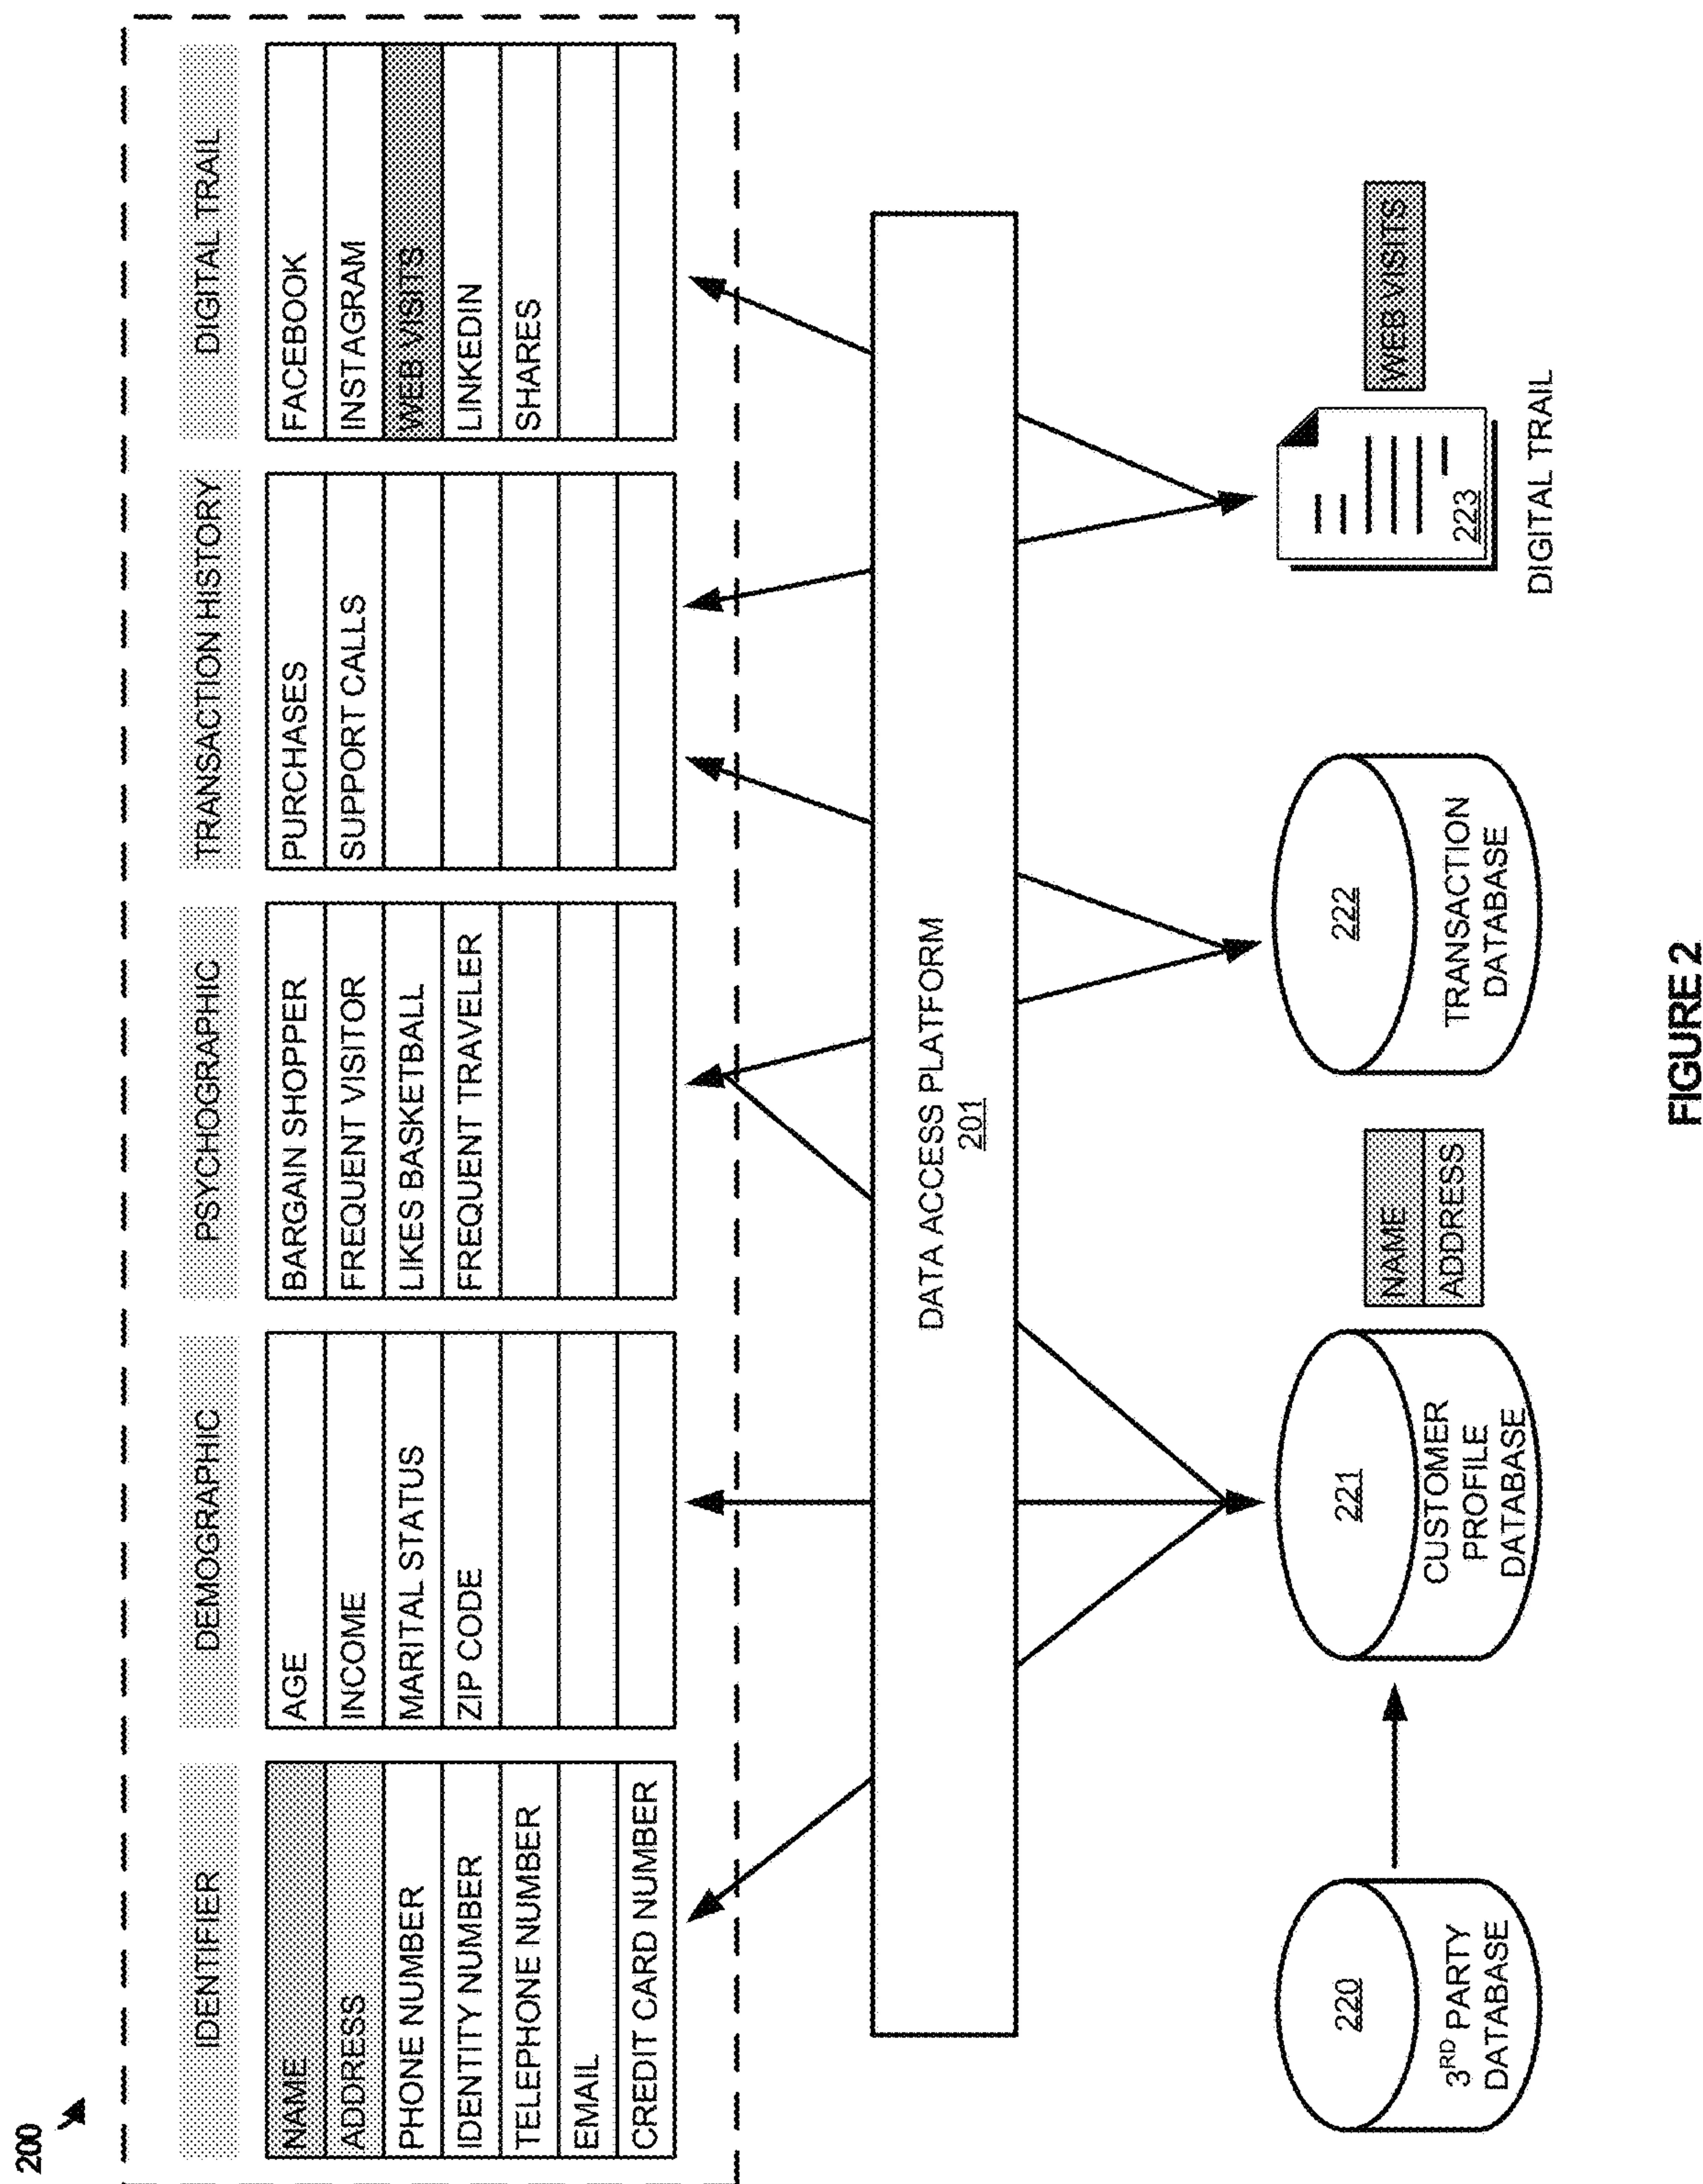 200
IDENTIFIER
NAME
ADDRESS
PHONE NUMBER
IDENTITY NUMBER
TELEPHONE NUMBER
EMAIL
CREDIT CARD NUMBER
DEMOGRAPHIC
AGE
INCOME
MARITAL STATUS
ZIP CODE
PSYCHOGRAPHIC
BARGAIN SHOPPER
FREQUENT VISITOR
LIKES BASKETBALL
FREQUENT TRAVELER
TRANSACTION HISTORY
PURCHASES
SUPPORT CALLS
DIGITAL TRAIL
FACEBOOK
INSTAGRAM
WEB VISITS
LINKEDIN
SHARES
DATA ACCESS PLATFORM
201
220
3RD PARTY
DATABASE
221
CUSTOMER
PROFILE
DATABASE
NAME
ADDRESS
222
TRANSACTION
DATABASE
223
WEB VISITS
DIGITAL TRAIL
FIGURE 2